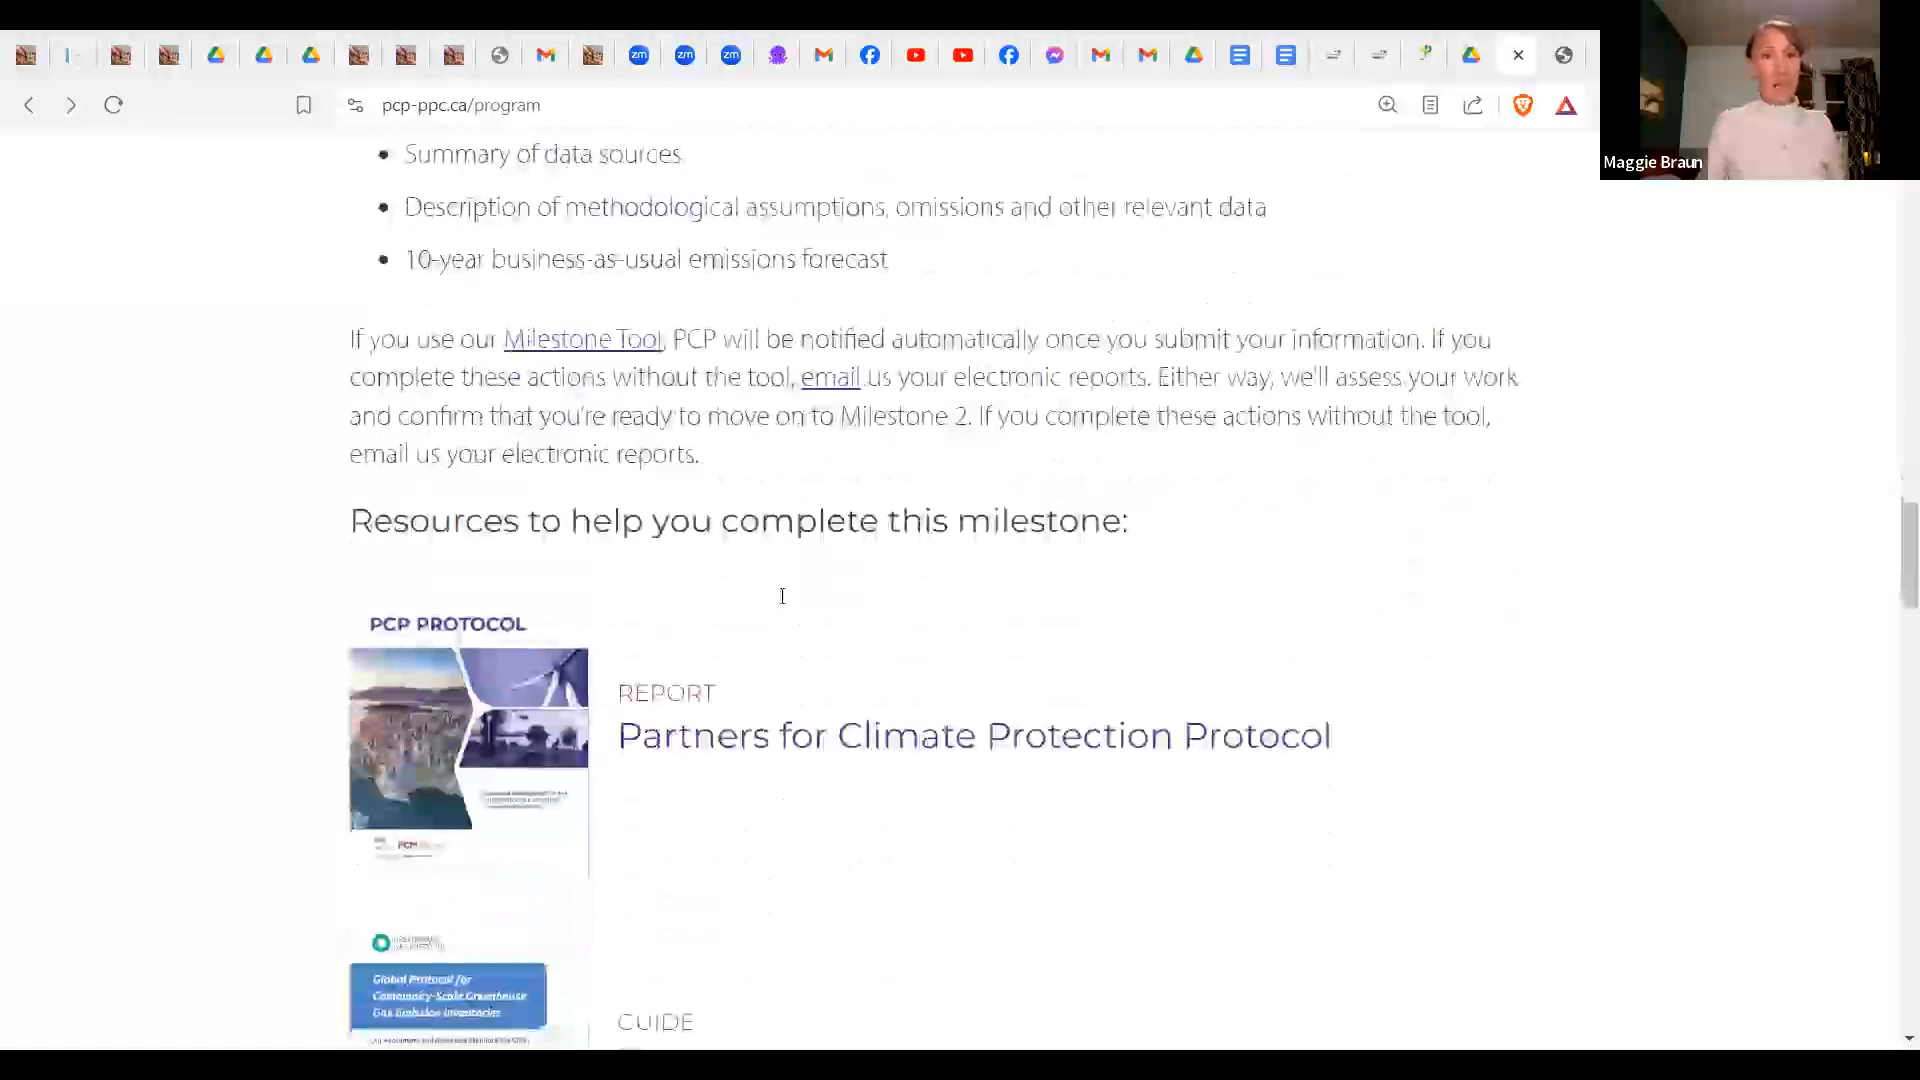 zm zm zm
pcp-ppc.ca/program
Maggie Braun
Summary of data sources
Description of methodological assumptions, omissions and other relevant data
10-year business-as-usual emissions forecast
If you use our Milestone Tool, PCP will be notified automatically once you submit your information. If you
complete these actions without the tool, email us your electronic reports. Either way, we'll assess your work
and confirm that you're ready to move on to Milestone 2. If you complete these actions without the tool,
email us your electronic reports.
Resources to help you complete this milestone:
PCP PROTOCOL
REPORT
Partners for Climate Protection Protocol
FCM
Global Protocol for
Community-Scale Greenhouse
Gas Emission Inventories
GUIDE